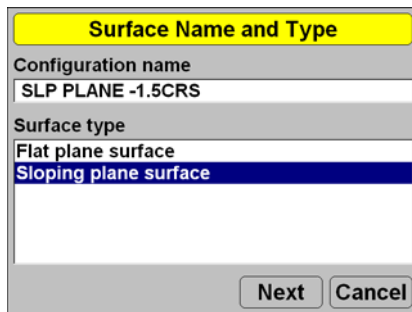 Surface Name and Type
Configuration name
SLP PLANE -1.5CRS
Surface type
Flat plane surface
Sloping plane surface
Next Cancel